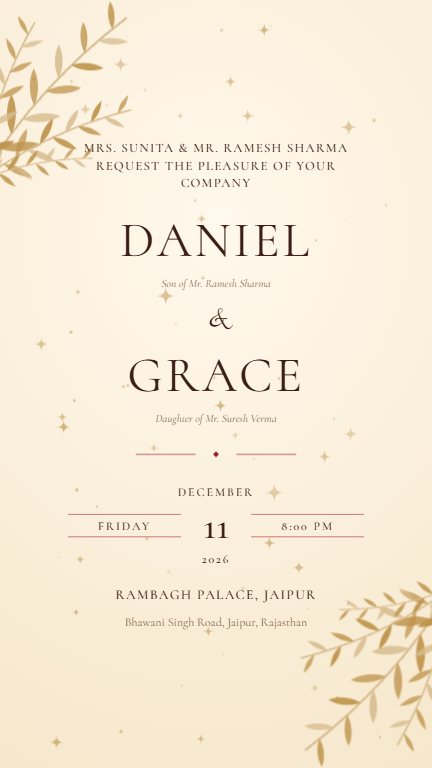 MRS. SUNITA & MR. RAMESH SHARMA
REQUEST THE PLEASURE OF YOUR
COMPANY
DANIEL
Son of Mr. Ramesh Sharma
&
GRACE
Daughter of Mr. Suresh Verma
DECEMBER
FRIDAY 11 8:00 PM
2026
RAMBAGH PALACE, JAIPUR
Bhawani Singh Road, Jaipur, Rajasthan